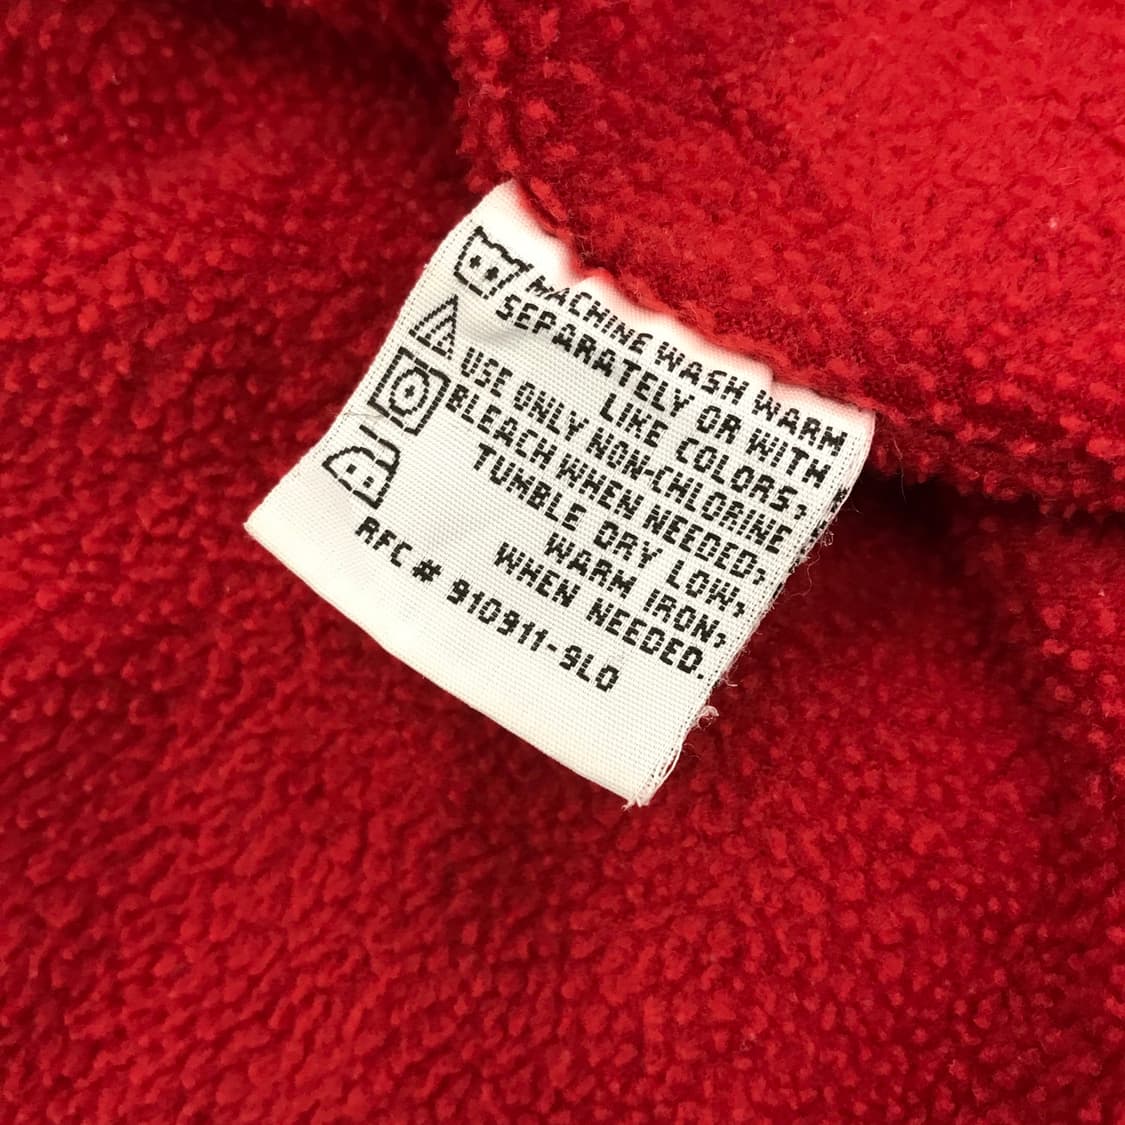 MACHINE WASH WARM
SEPARATELY OR WITH
LIKE COLORS,
USE ONLY NON-CHLORINE
BLEACH WHEN NEEDED,
TUMBLE DRY LOW,
WARM IRON,
WHEN NEEDED.
RFC # 910911-9LO